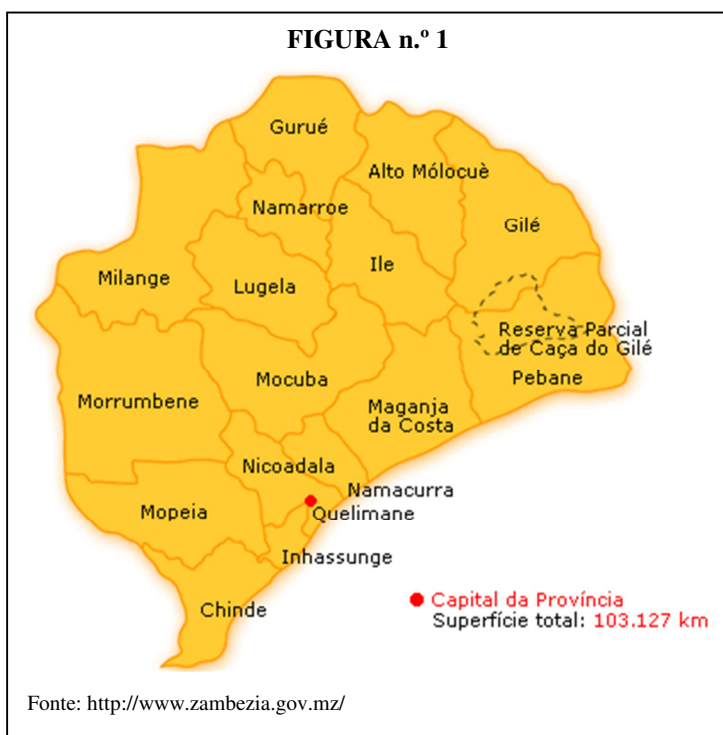 FIGURA n.º 1
Gurué
Alto Mólocuè
Namarroe
Gilé
Ile
Milange
Lugela
Reserva Parcial
de Caça do Gilé
Mocuba
Pebane
Morrumbene
Maganja
da Costa
Nicoadala
Namacurra
Mopeia
Quelimane
Inhassunge
Chinde
Capital da Província
Superfície total: 103.127 km
Fonte: http://www.zambezia.gov.mz/